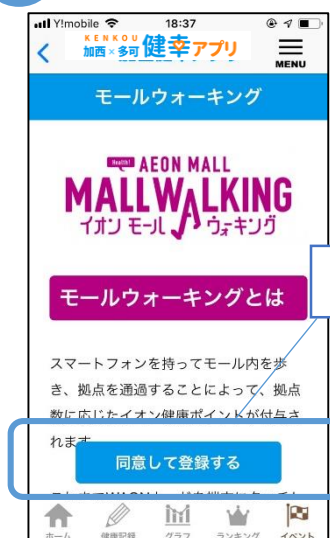 Y!mobile 18:37
KENKOU
加西×多可 健幸アプリ
MENU
モールウォーキング
Health! AEON MALL
MALLWALKING
イオン モール ウォーキング
モールウォーキングとは
スマートフォンを持ってモール内を歩
き、拠点を通過することによって、拠点
数に応じたイオン健康ポイントが付与さ
れます
同意して登録する
ホーム 健康記録 グラフ ランキング イベント